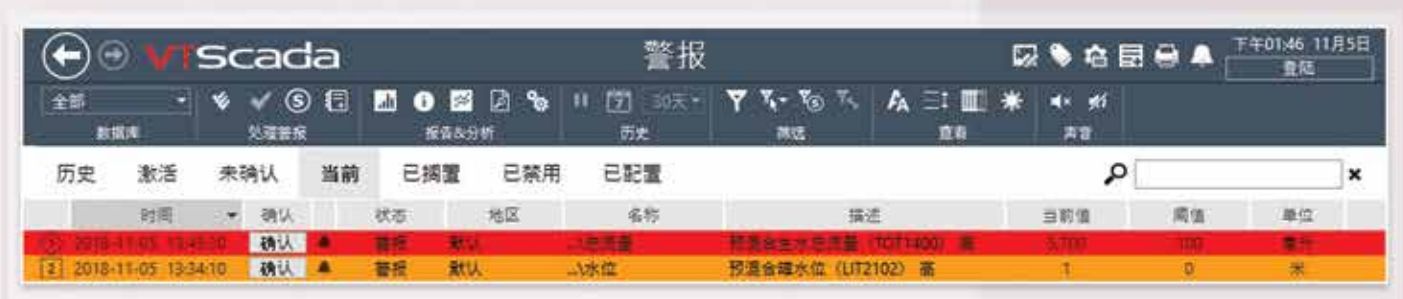 VTScada
警报
下午01:46 11月5日
登陆
全部
30天
数据库
处理警报
报告&分析
历史
筛选
查看
声音
历史 激活 未确认 当前 已搁置 已禁用 已配置
时间 确认 状态 地区 名称 描述 当前值 阈值 单位
确认 警报 默认 ...\总流量 预混合生水总流量 (TOT1400) 高 5,700 100
2 2018-11-05 13:34:10 确认 警报 默认 ...\水位 预混合罐水位 (LIT2102) 高 1 0 米